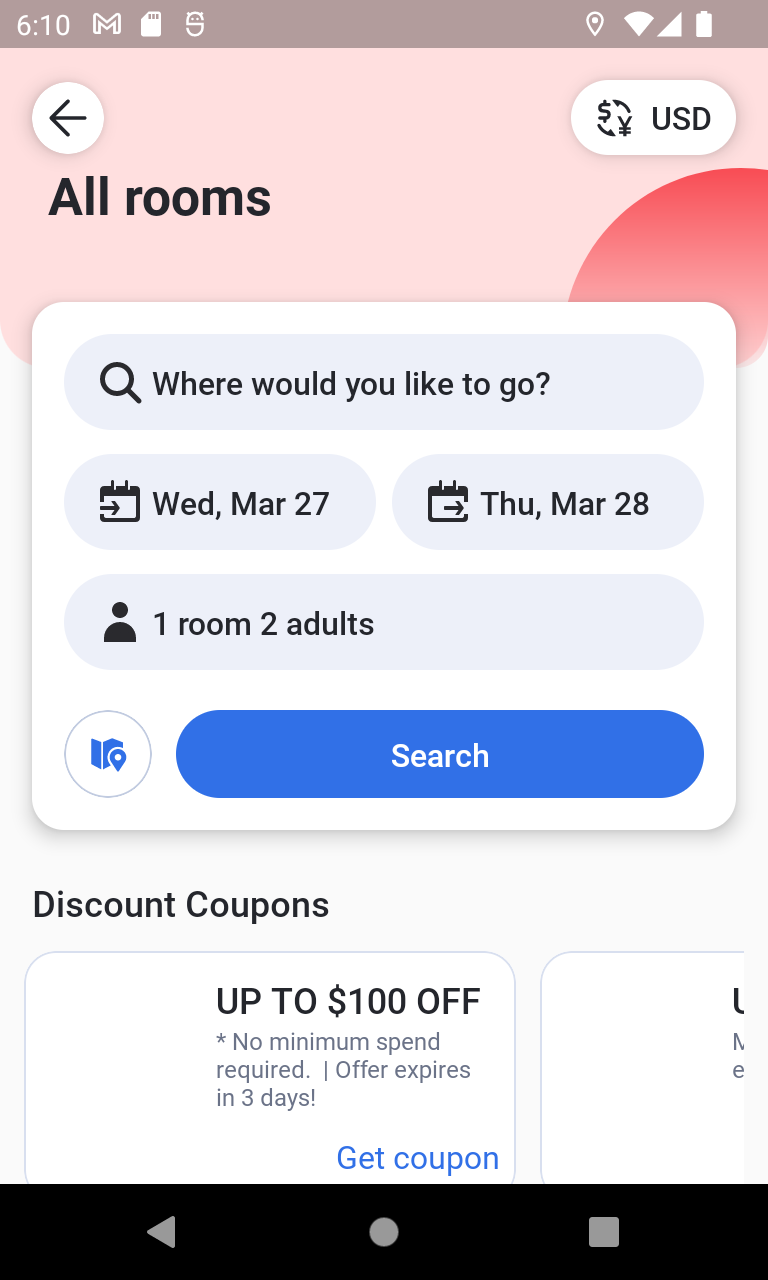 6:10
USD
All rooms
Where would you like to go?
Wed, Mar 27
Thu, Mar 28
1 room 2 adults
Search
Discount Coupons
UP TO $100 OFF
* No minimum spend
required.  | Offer expires
in 3 days!
Get coupon